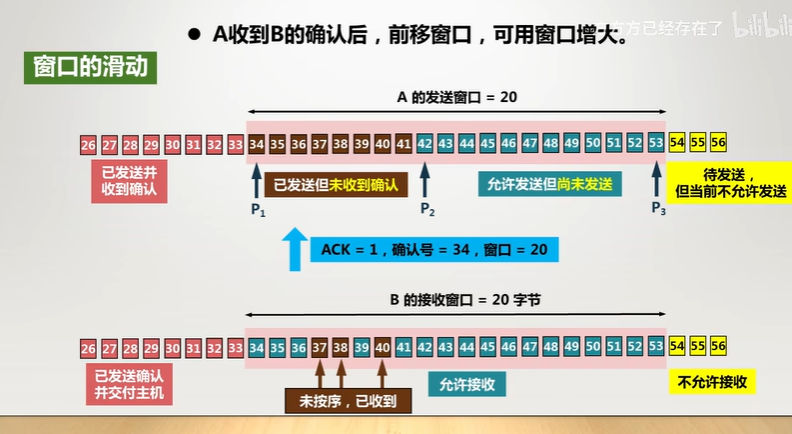 ● A收到B的确认后，前移窗口，可用窗口增大。
方已经存在了 bilibili
窗口的滑动
A 的发送窗口 = 20
26 27 28 29 30 31 32 33 34 35 36 37 38 39 40 41 42 43 44 45 46 47 48 49 50 51 52 53 54 55 56
已发送并
收到确认
已发送但未收到确认
允许发送但尚未发送
待发送，
但当前不允许发送
P1 P2 P3
ACK = 1，确认号 = 34，窗口 = 20
B 的接收窗口 = 20 字节
26 27 28 29 30 31 32 33 34 35 36 37 38 39 40 41 42 43 44 45 46 47 48 49 50 51 52 53 54 55 56
已发送确认
并交付主机
未按序，已收到
允许接收
不允许接收